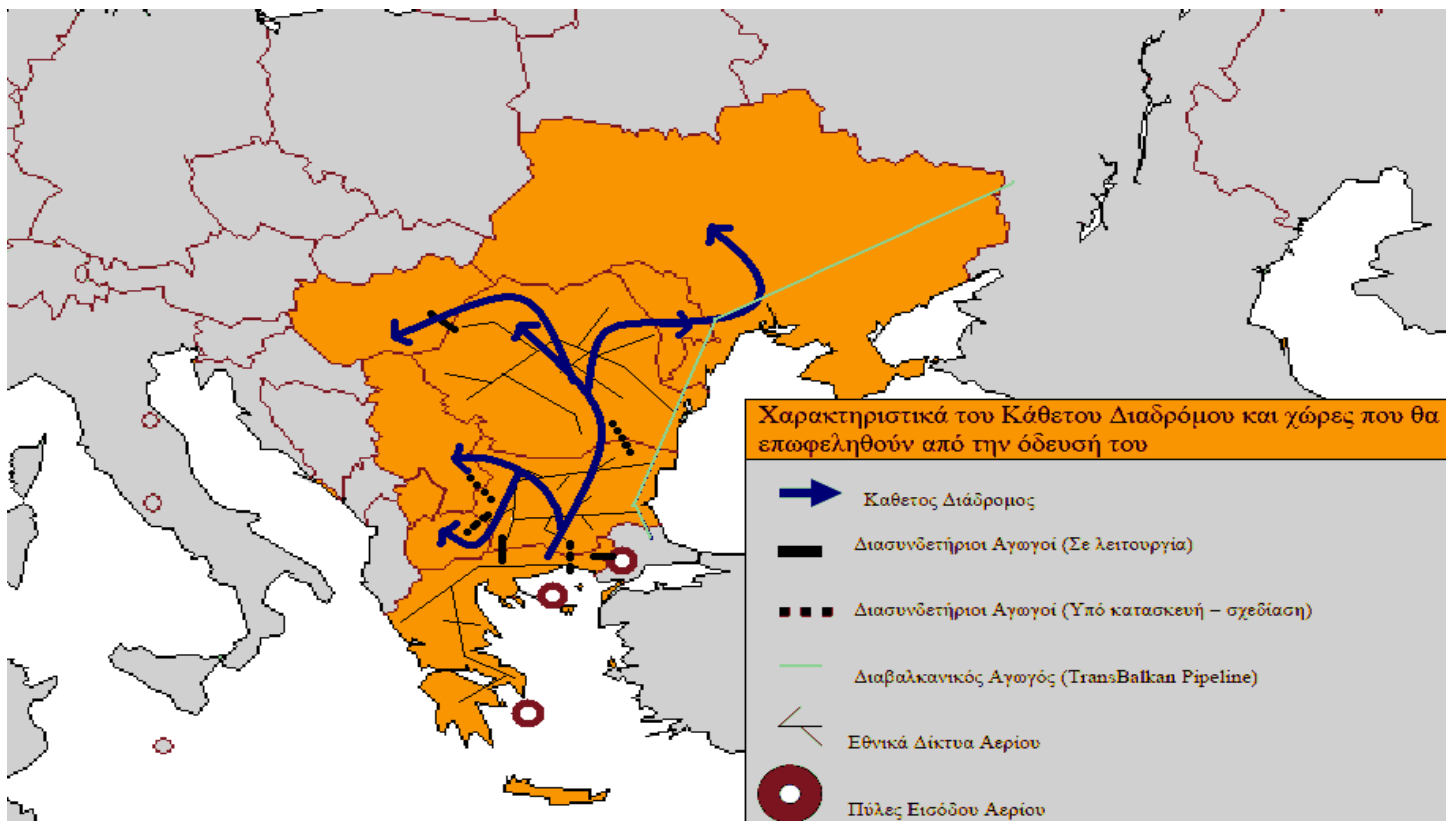 Χαρακτηριστικά του Κάθετου Διαδρόμου και χώρες που θα
επωφεληθούν από την όδευσή του
Καθετος Διάδρομος
Διασυνδετήριοι Αγωγοί (Σε λειτουργία)
Διασυνδετήριοι Αγωγοί (Υπό κατασκευή – σχεδίαση)
Διαβαλκανικός Αγωγός (TransBalkan Pipeline)
Εθνικά Δίκτυα Αερίου
Πύλες Εισόδου Αερίου